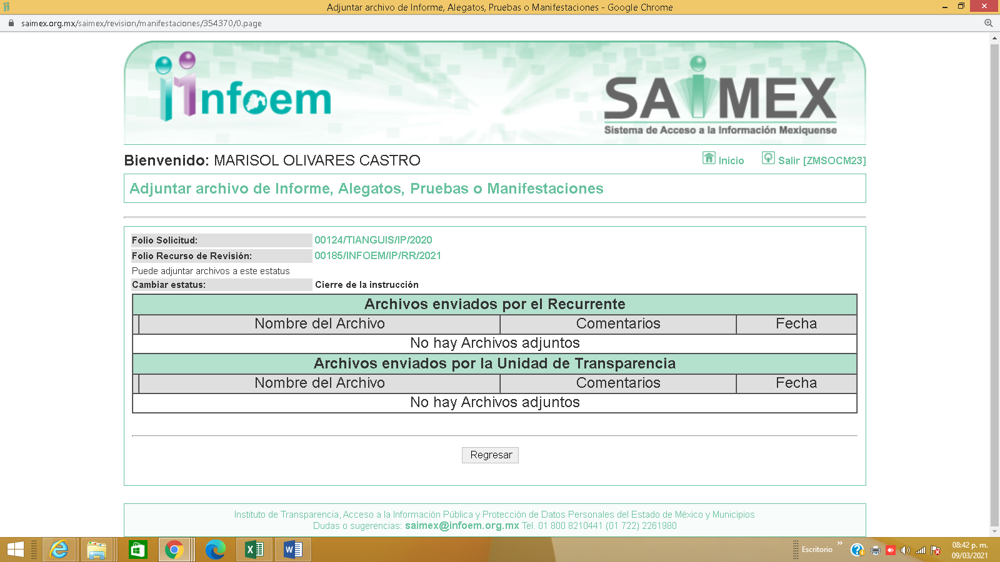 Adjuntar archivo de Informe, Alegatos, Pruebas o Manifestaciones - Google Chrome
saimex.org.mx/saimex/revision/manifestaciones/354370/0.page
infoem
SAIMEX
Sistema de Acceso a la Información Mexiquense
Bienvenido: MARISOL OLIVARES CASTRO
Inicio Salir [ZMSOCM23]
Adjuntar archivo de Informe, Alegatos, Pruebas o Manifestaciones
Folio Solicitud: 00124/TIANGUIS/IP/2020
Folio Recurso de Revisión: 00185/INFOEM/IP/RR/2021
Puede adjuntar archivos a este estatus
Cambiar estatus: Cierre de la instrucción
Archivos enviados por el Recurrente
Nombre del Archivo Comentarios Fecha
No hay Archivos adjuntos
Archivos enviados por la Unidad de Transparencia
Nombre del Archivo Comentarios Fecha
No hay Archivos adjuntos
Regresar
Instituto de Transparencia, Acceso a la Información Pública y Protección de Datos Personales del Estado de México y Municipios
Dudas o sugerencias: saimex@infoem.org.mx Tel. 01 800 8210441 (01 722) 2261980
Escritorio
08:42 p. m.
09/03/2021